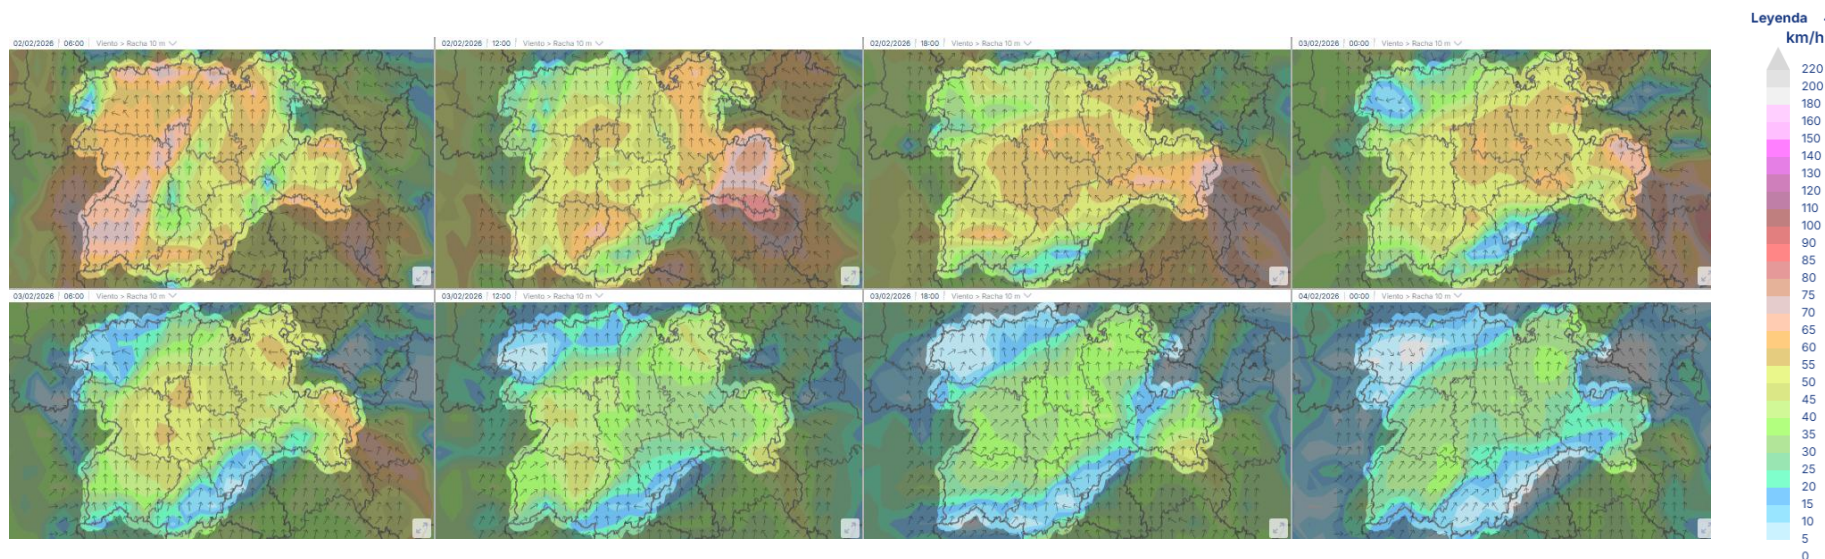 Leyenda
km/h
02/02/2026 | 06:00 Viento > Racha 10 m
02/02/2026 | 12:00 Viento > Racha 10 m
02/02/2026 | 18:00 Viento > Racha 10 m
03/02/2026 | 00:00 Viento > Racha 10 m
220
200
180
160
150
140
130
120
110
100
90
85
80
75
70
65
60
55
50
45
40
35
30
25
20
15
10
5
0
03/02/2026 | 06:00 Viento > Racha 10 m
03/02/2026 | 12:00 Viento > Racha 10 m
03/02/2026 | 18:00 Viento > Racha 10 m
04/02/2026 | 00:00 Viento > Racha 10 m